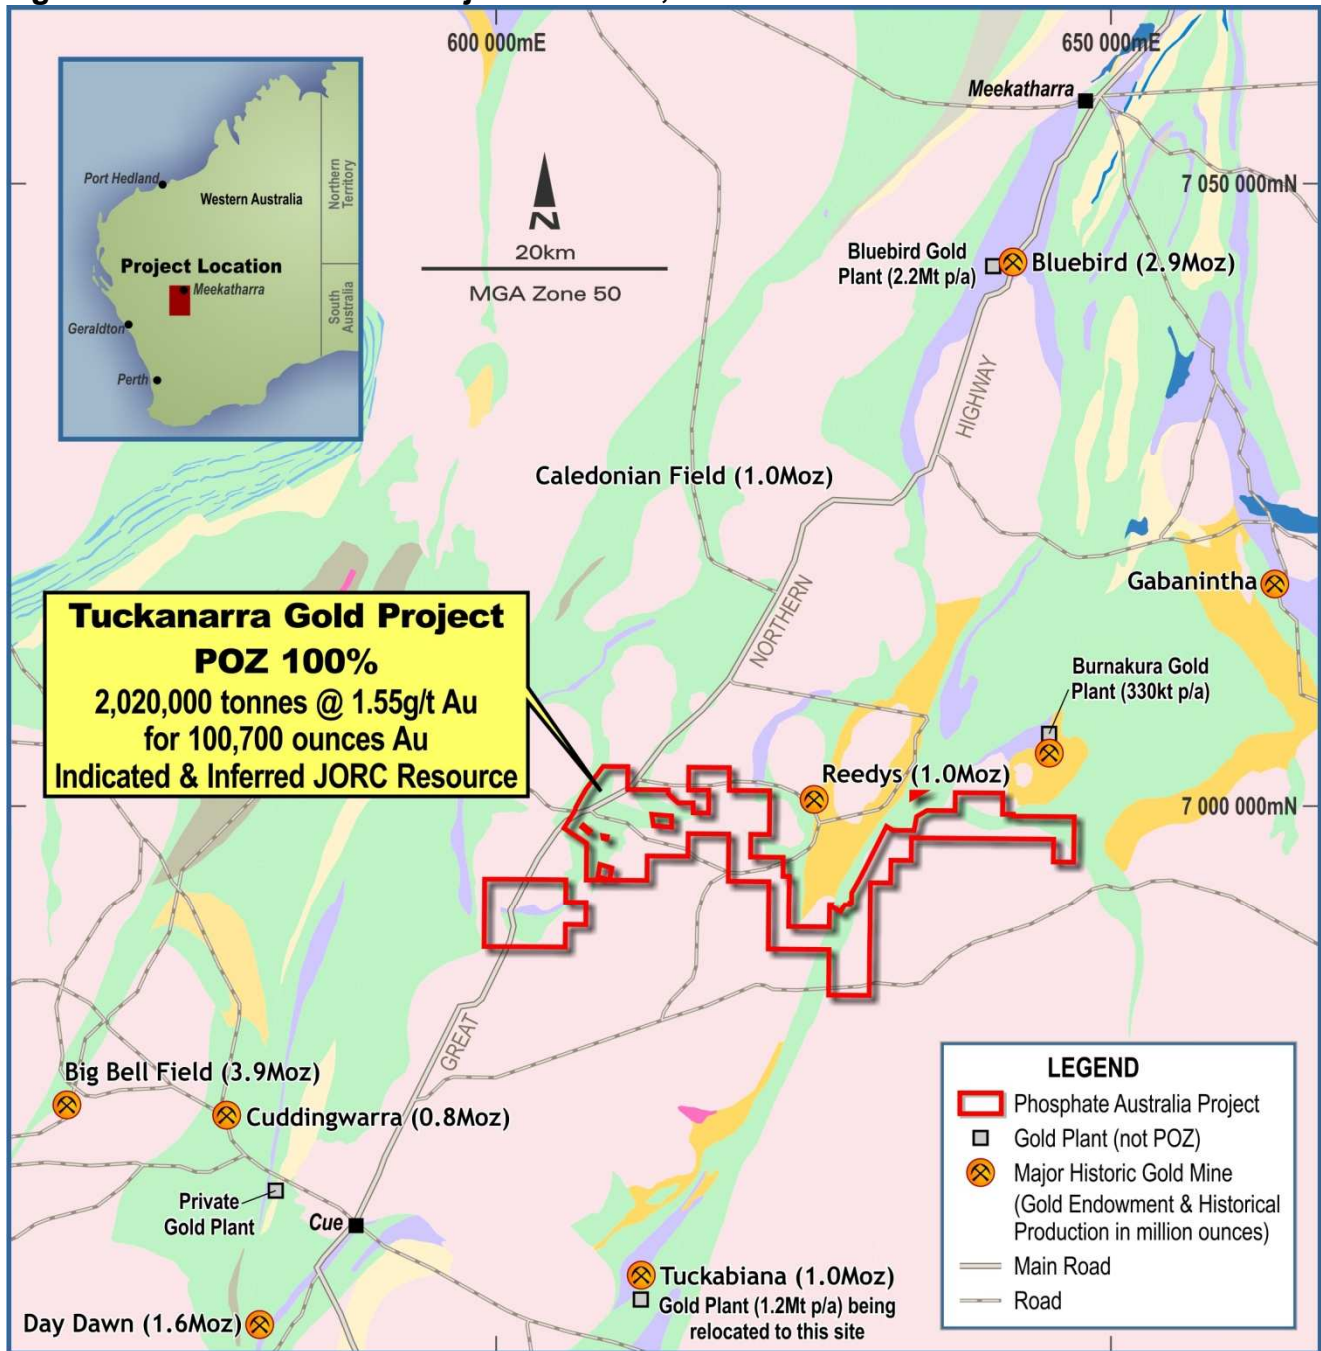 600 000mE
650 000mE
Meekatharra
7 050 000mN
Port Hedland
Western Australia
Northern
Territory
Project Location
Meekatharra
South
Australia
Geraldton
Perth
N
20km
MGA Zone 50
Bluebird Gold
Plant (2.2Mt p/a)
Bluebird (2.9Moz)
HIGHWAY
Caledonian Field (1.0Moz)
Gabanintha
NORTHERN
Tuckanarra Gold Project
POZ 100%
2,020,000 tonnes @ 1.55g/t Au
for 100,700 ounces Au
Indicated & Inferred JORC Resource
Burnakura Gold
Plant (330kt p/a)
Reedys (1.0Moz)
7 000 000mN
GREAT
Big Bell Field (3.9Moz)
Cuddingwarra (0.8Moz)
Private
Gold Plant
Cue
Day Dawn (1.6Moz)
Tuckabiana (1.0Moz)
Gold Plant (1.2Mt p/a) being
relocated to this site
LEGEND
Phosphate Australia Project
Gold Plant (not POZ)
Major Historic Gold Mine
(Gold Endowment & Historical
Production in million ounces)
Main Road
Road